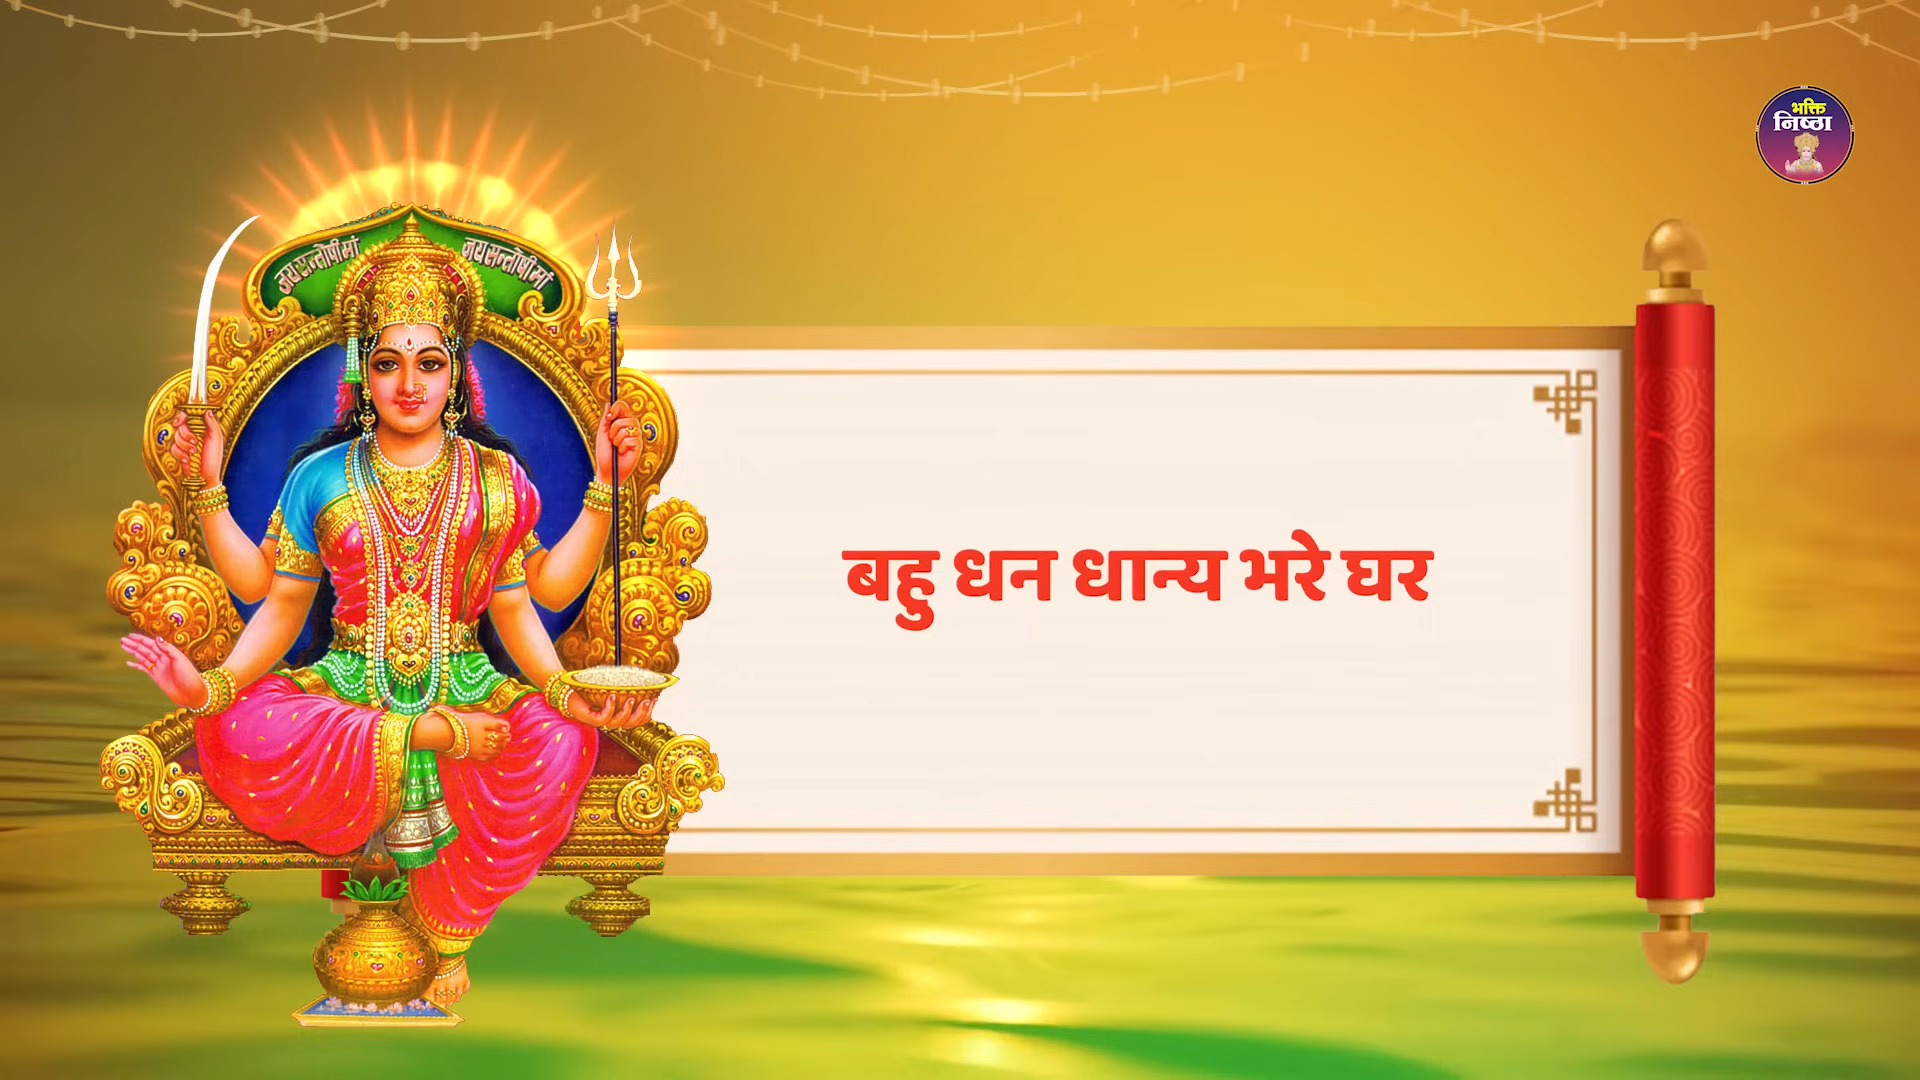 भक्ति
निष्ठा
जय सन्तोषी मां
जय सन्तोषी मां
बहु धन धान्य भरे घर